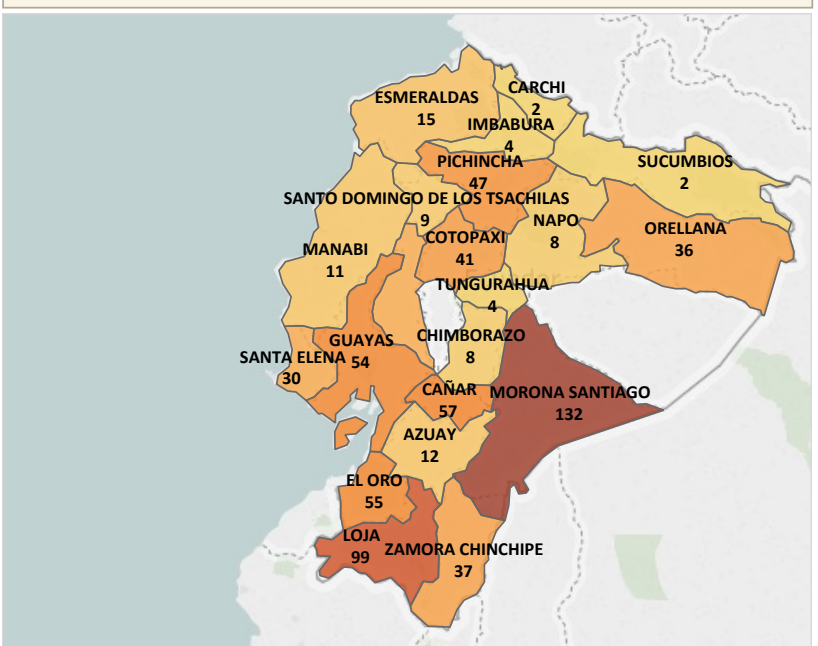 CARCHI
2
ESMERALDAS
15
IMBABURA
4
PICHINCHA
47
SUCUMBIOS
2
SANTO DOMINGO DE LOS TSACHILAS
9
NAPO
8
ORELLANA
36
COTOPAXI
41
MANABI
11
TUNGURAHUA
4
CHIMBORAZO
8
GUAYAS
54
SANTA ELENA
30
CAÑAR
57
MORONA SANTIAGO
132
AZUAY
12
EL ORO
55
LOJA
99
ZAMORA CHINCHIPE
37